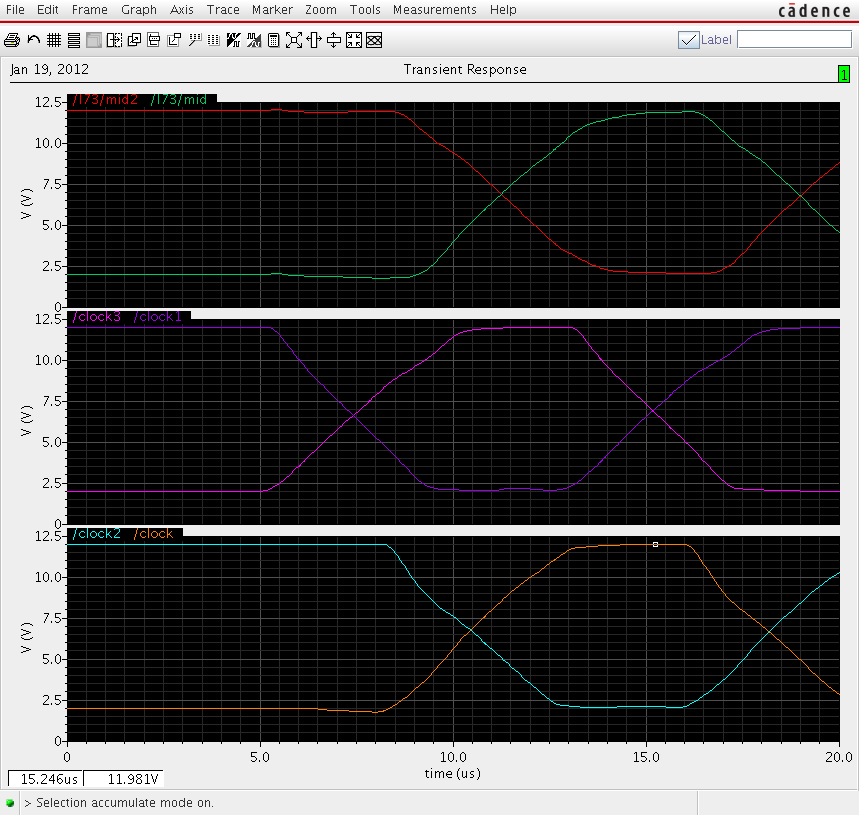 File Edit Frame Graph Axis Trace Marker Zoom Tools Measurements Help
cādence
Label
Jan 19, 2012
Transient Response
1
/I73/mid2 /I73/mid
12.5
10.0
7.5
5.0
2.5
0
V (V)
/clock3 /clock1
12.5
10.0
7.5
5.0
2.5
0
V (V)
/clock2 /clock
12.5
10.0
7.5
5.0
2.5
0
V (V)
0 5.0 10.0 15.0 20.0
time (us)
15.246us 11.981V
> Selection accumulate mode on.